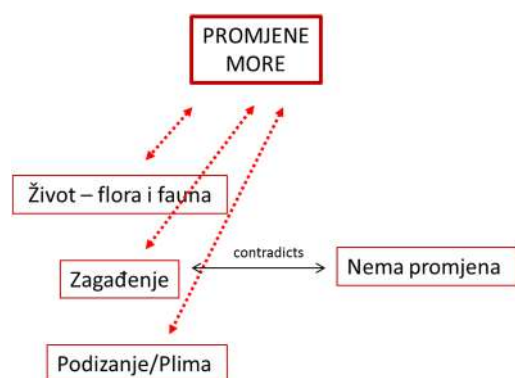 PROMJENE
MORE
Život – flora i fauna
contradicts
Zagađenje
Nema promjena
Podizanje/Plima